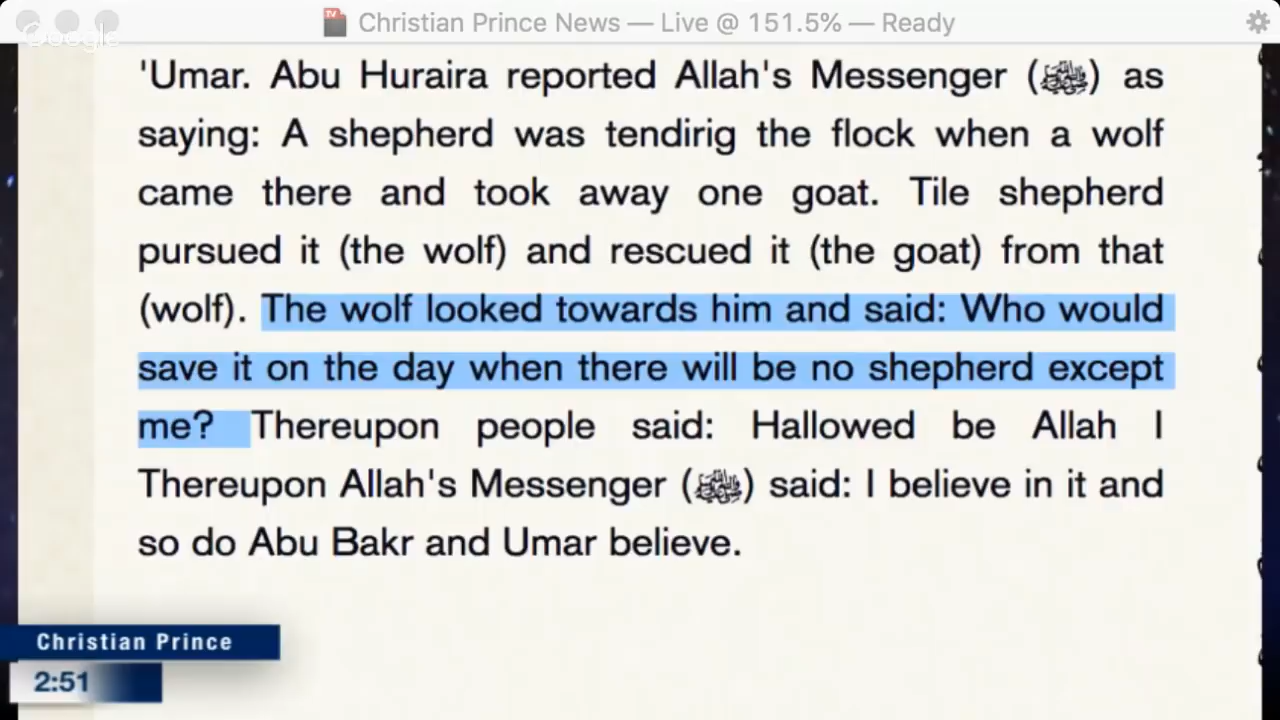 Christian Prince News — Live @ 151.5% — Ready
Google
'Umar. Abu Huraira reported Allah's Messenger (ﷺ) as
saying: A shepherd was tendirig the flock when a wolf
came there and took away one goat. Tile shepherd
pursued it (the wolf) and rescued it (the goat) from that
(wolf). The wolf looked towards him and said: Who would
save it on the day when there will be no shepherd except
me? Thereupon people said: Hallowed be Allah I
Thereupon Allah's Messenger (ﷺ) said: I believe in it and
so do Abu Bakr and Umar believe.
Christian Prince
2:51